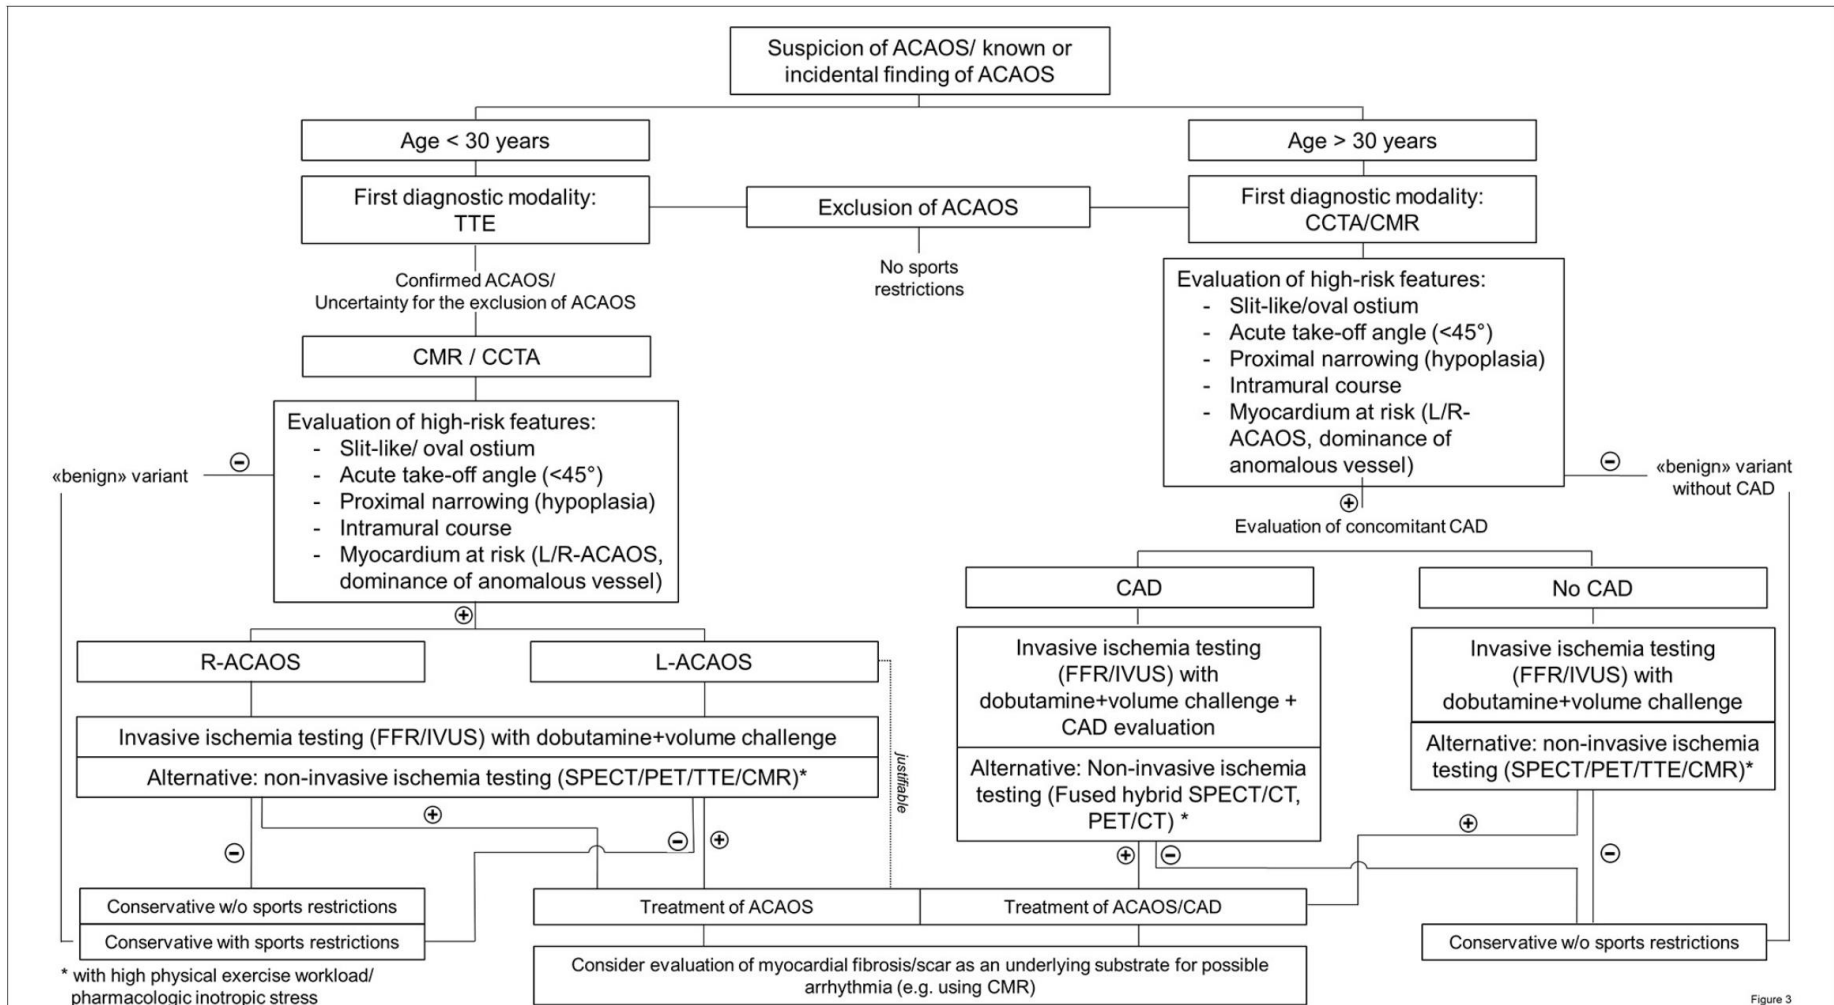 Suspicion of ACAOS/ known or
incidental finding of ACAOS
Age < 30 years
Age > 30 years
First diagnostic modality:
TTE
Exclusion of ACAOS
First diagnostic modality:
CCTA/CMR
No sports
restrictions
Confirmed ACAOS/
Uncertainty for the exclusion of ACAOS
CMR / CCTA
Evaluation of high-risk features:
- Slit-like/ oval ostium
- Acute take-off angle (<45°)
- Proximal narrowing (hypoplasia)
- Intramural course
- Myocardium at risk (L/R-ACAOS,
dominance of anomalous vessel)
«benign» variant
−
+
Evaluation of high-risk features:
- Slit-like/oval ostium
- Acute take-off angle (<45°)
- Proximal narrowing (hypoplasia)
- Intramural course
- Myocardium at risk (L/R-
ACAOS, dominance of
anomalous vessel)
−
«benign» variant
without CAD
+
Evaluation of concomitant CAD
R-ACAOS
L-ACAOS
Invasive ischemia testing (FFR/IVUS) with dobutamine+volume challenge
Alternative: non-invasive ischemia testing (SPECT/PET/TTE/CMR)*
justifiable
+
−
−
+
CAD
No CAD
Invasive ischemia testing
(FFR/IVUS) with
dobutamine+volume challenge +
CAD evaluation
Alternative: Non-invasive ischemia
testing (Fused hybrid SPECT/CT,
PET/CT) *
Invasive ischemia testing
(FFR/IVUS) with
dobutamine+volume challenge
Alternative: non-invasive ischemia
testing (SPECT/PET/TTE/CMR)*
+
−
+
−
Conservative w/o sports restrictions
Conservative with sports restrictions
Treatment of ACAOS
Treatment of ACAOS/CAD
Conservative w/o sports restrictions
Consider evaluation of myocardial fibrosis/scar as an underlying substrate for possible
arrhythmia (e.g. using CMR)
* with high physical exercise workload/
pharmacologic inotropic stress
Figure 3